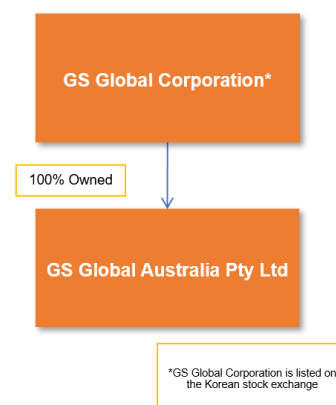 GS Global Corporation*
100% Owned
GS Global Australia Pty Ltd
*GS Global Corporation is listed on
the Korean stock exchange